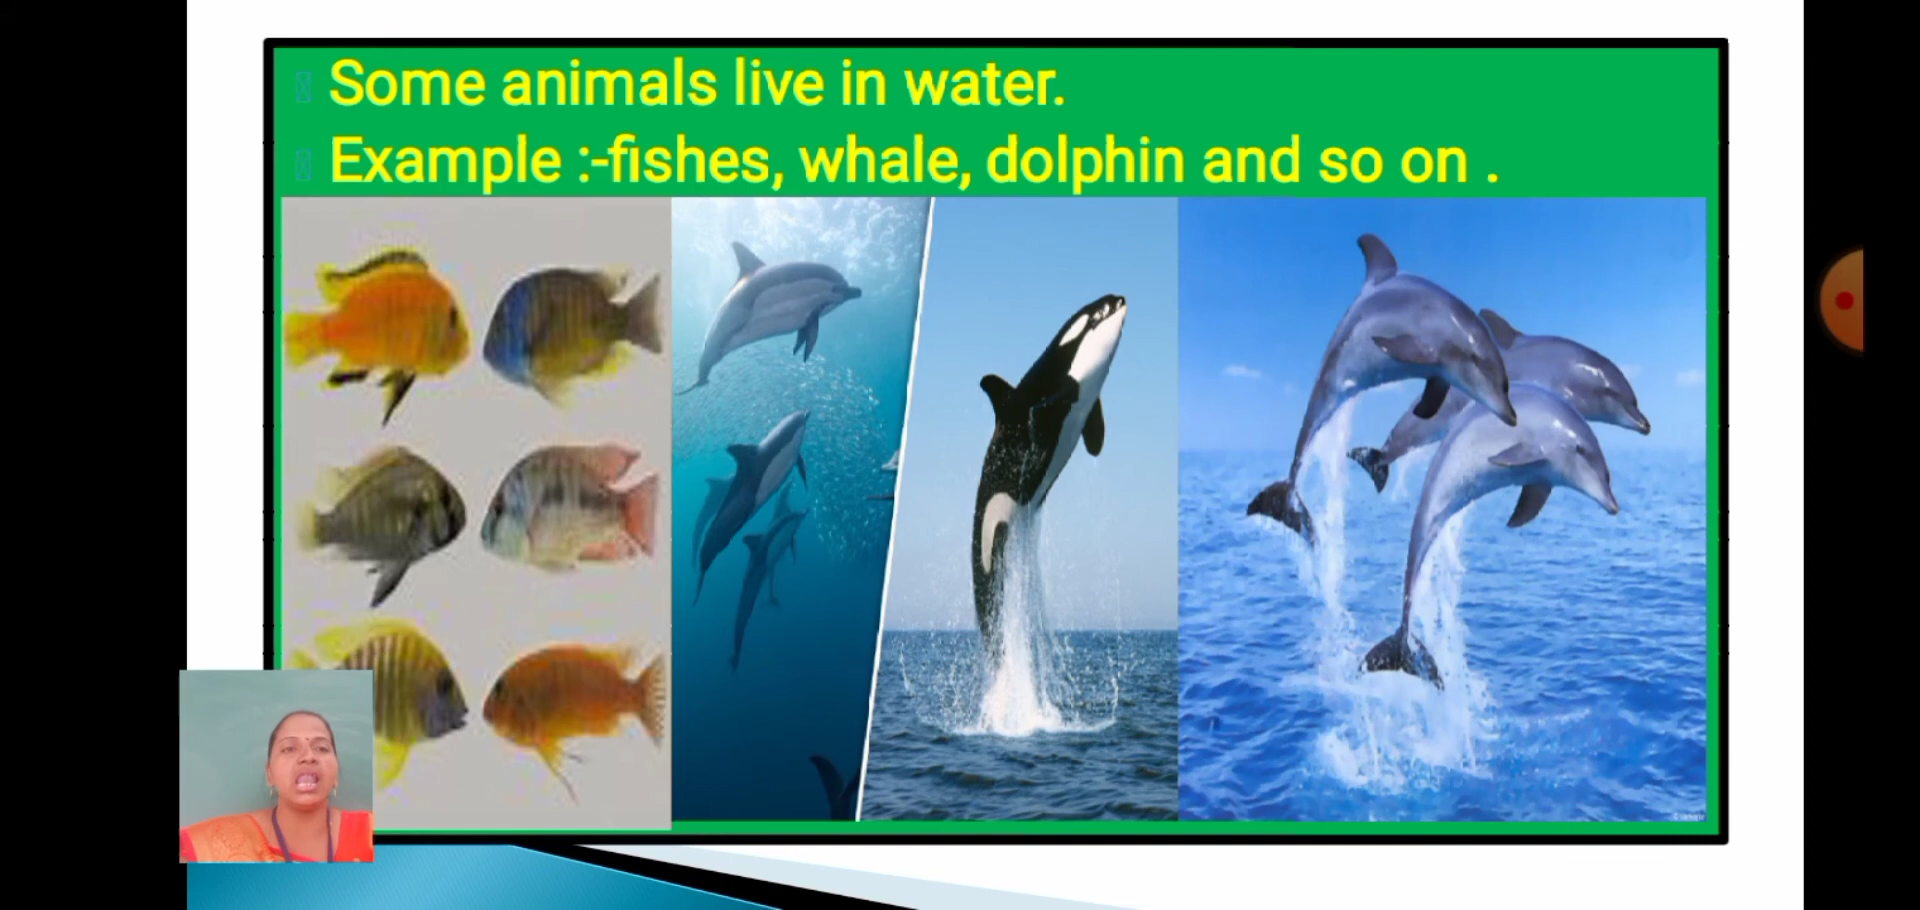 Some animals live in water.
Example :-fishes, whale, dolphin and so on .